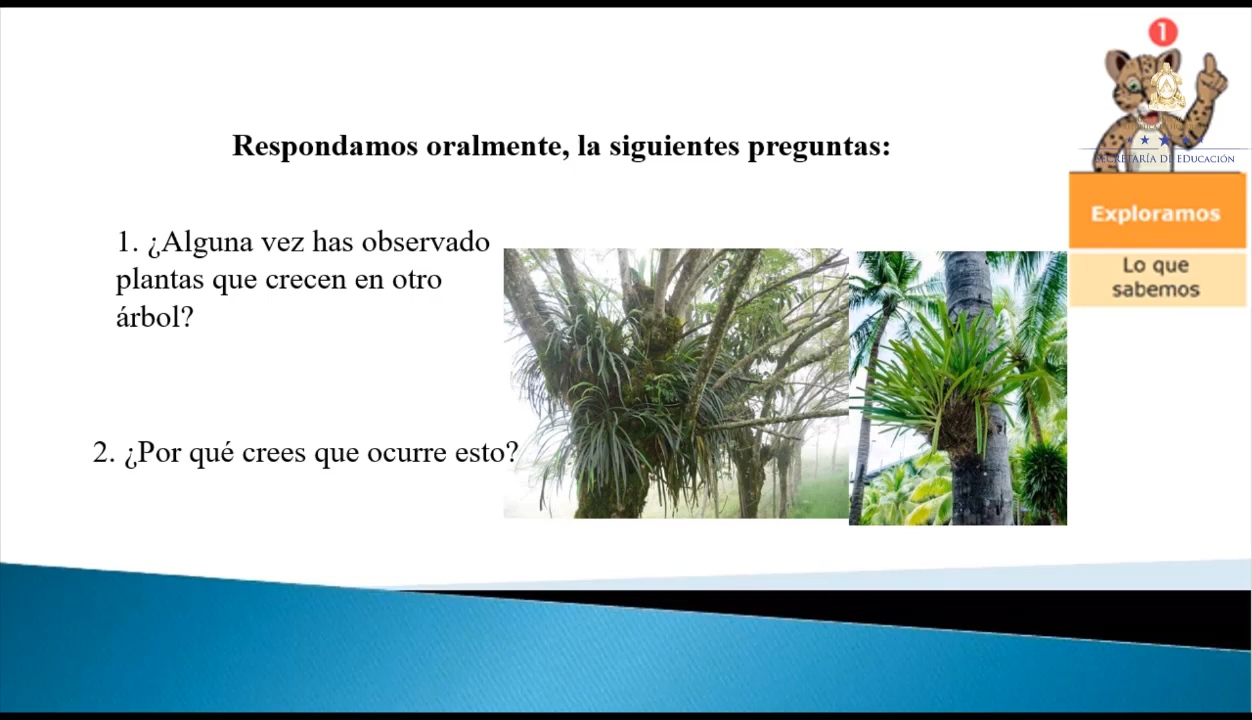 1
Respondamos oralmente, la siguientes preguntas:
SECRETARÍA DE EDUCACIÓN
Exploramos
Lo que
sabemos
1. ¿Alguna vez has observado
plantas que crecen en otro
árbol?
2. ¿Por qué crees que ocurre esto?